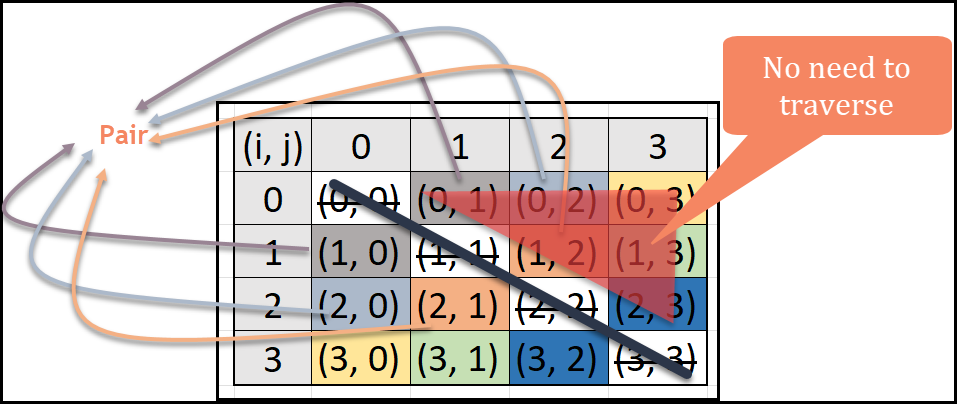 No need to
traverse
Pair
(i, j) 0 1 2 3
0 (0, 0) (0, 1) (0, 2) (0, 3)
1 (1, 0) (1, 1) (1, 2) (1, 3)
2 (2, 0) (2, 1) (2, 2) (2, 3)
3 (3, 0) (3, 1) (3, 2) (3, 3)